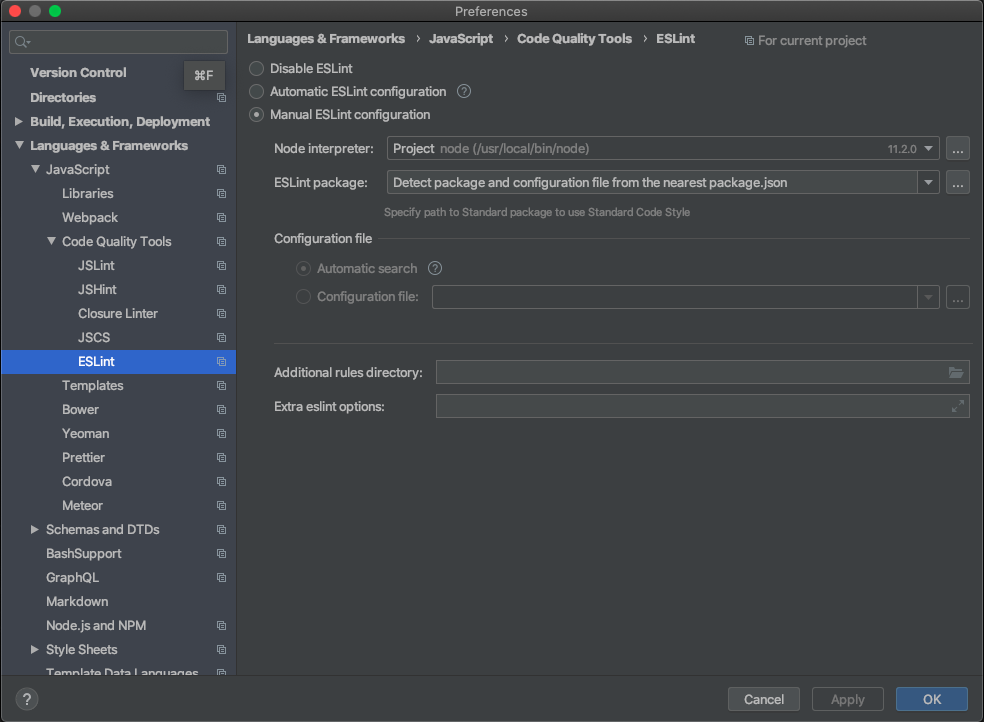 Preferences
⌘F
Version Control
Directories
Build, Execution, Deployment
Languages & Frameworks
JavaScript
Libraries
Webpack
Code Quality Tools
JSLint
JSHint
Closure Linter
JSCS
ESLint
Templates
Bower
Yeoman
Prettier
Cordova
Meteor
Schemas and DTDs
BashSupport
GraphQL
Markdown
Node.js and NPM
Style Sheets
Template Data Languages
Languages & Frameworks › JavaScript › Code Quality Tools › ESLint For current project
Disable ESLint
Automatic ESLint configuration ?
Manual ESLint configuration
Node interpreter: Project node (/usr/local/bin/node) 11.2.0 ...
ESLint package: Detect package and configuration file from the nearest package.json ...
Specify path to Standard package to use Standard Code Style
Configuration file
Automatic search ?
Configuration file: ...
Additional rules directory:
Extra eslint options:
? Cancel Apply OK